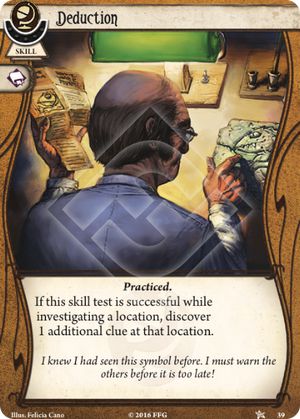 Deduction
SKILL
Practiced.
If this skill test is successful while
investigating a location, discover
1 additional clue at that location.
I knew I had seen this symbol before. I must warn the
others before it is too late!
Illus. Felicia Cano
© 2016 FFG
39